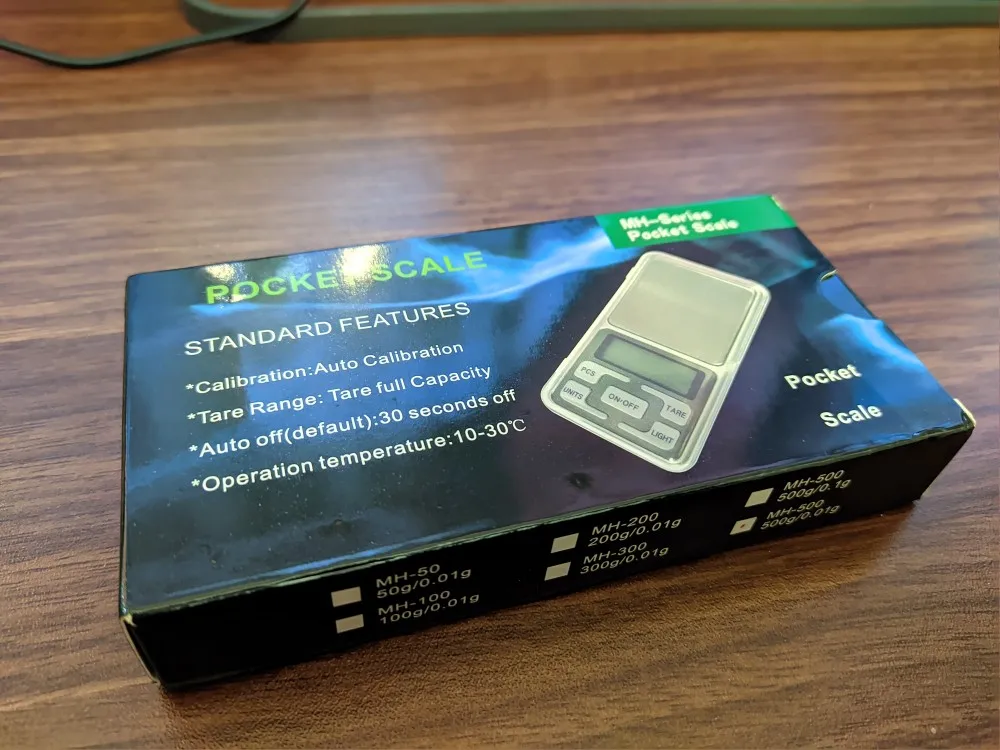 MH-Series
Pocket Scale
POCKET SCALE
STANDARD FEATURES
*Calibration:Auto Calibration
*Tare Range: Tare full Capacity
*Auto off(default):30 seconds off
*Operation temperature:10-30℃
PCS
UNITS
ON·OFF
TARE
LIGHT
Pocket
Scale
MH-50
50g/0.01g
MH-100
100g/0.01g
MH-200
200g/0.01g
MH-300
300g/0.01g
MH-500
500g/0.1g
MH-500
500g/0.01g